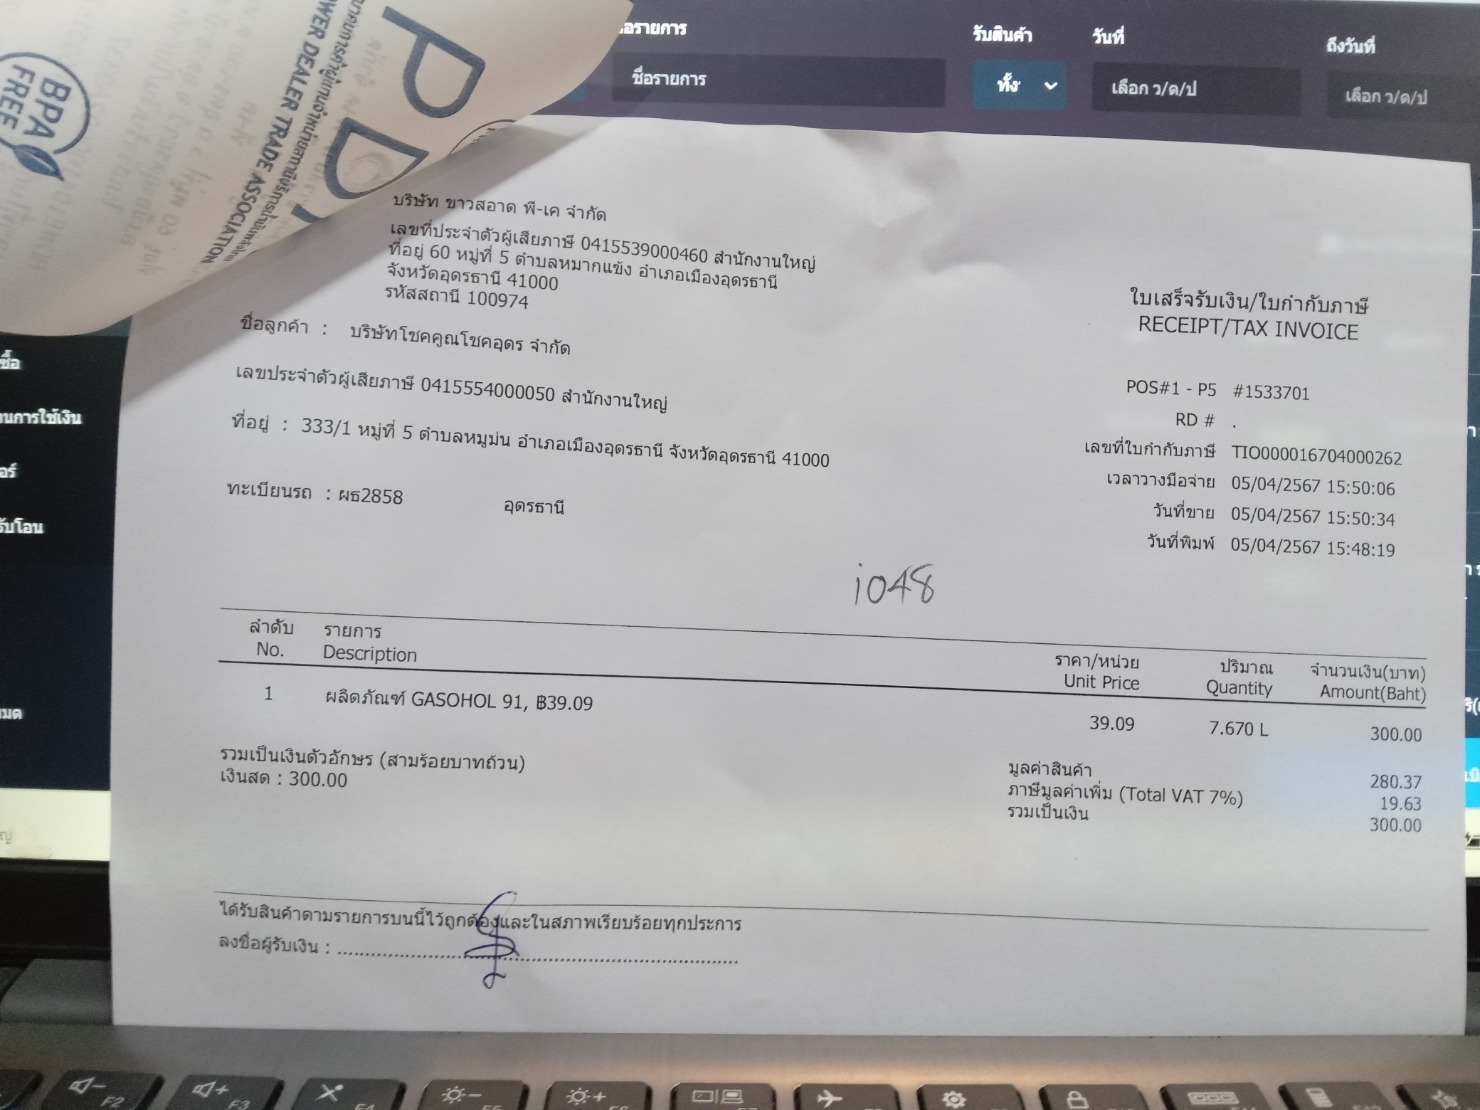 BPA
FREE
WER DEALER TRADE ASSOCIATION
ชื่อรายการ
รับสินค้า
ทั้ง
วันที่
เลือก ว/ด/ป
ถึงวันที่
เลือก ว/ด/ป
บริษัท ขาวสอาด พี-เค จำกัด
เลขที่ประจำตัวผู้เสียภาษี 0415539000460 สำนักงานใหญ่
ที่อยู่ 60 หมู่ที่ 5 ตำบลหมากแข้ง อำเภอเมืองอุดรธานี
จังหวัดอุดรธานี 41000
รหัสสถานี 100974
ใบเสร็จรับเงิน/ใบกำกับภาษี
RECEIPT/TAX INVOICE
ชื่อลูกค้า : บริษัทโชคคูณโชคอุดร จำกัด
เลขประจำตัวผู้เสียภาษี 0415554000050 สำนักงานใหญ่
ที่อยู่ : 333/1 หมู่ที่ 5 ตำบลหมูม่น อำเภอเมืองอุดรธานี จังหวัดอุดรธานี 41000
ทะเบียนรถ : ผธ2858 อุดรธานี
POS#1 - P5 #1533701
RD # .
เลขที่ใบกำกับภาษี TIO000016704000262
เวลาวางมือจ่าย 05/04/2567 15:50:06
วันที่ขาย 05/04/2567 15:50:34
วันที่พิมพ์ 05/04/2567 15:48:19
i048
ลำดับ รายการ ราคา/หน่วย ปริมาณ จำนวนเงิน(บาท)
No. Description Unit Price Quantity Amount(Baht)
1 ผลิตภัณฑ์ GASOHOL 91, ฿39.09 39.09 7.670 L 300.00
รวมเป็นเงินตัวอักษร (สามร้อยบาทถ้วน)
เงินสด : 300.00
มูลค่าสินค้า 280.37
ภาษีมูลค่าเพิ่ม (Total VAT 7%) 19.63
รวมเป็นเงิน 300.00
ได้รับสินค้าตามรายการบนนี้ไว้ถูกต้องและในสภาพเรียบร้อยทุกประการ
ลงชื่อผู้รับเงิน :
F2
F3